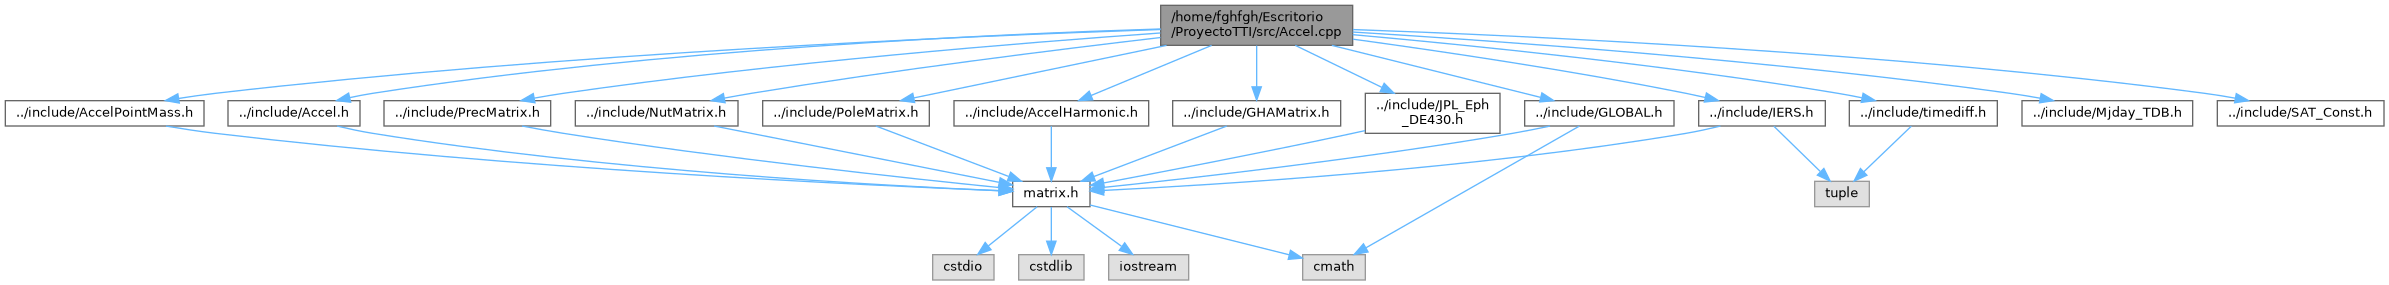 /home/fghfgh/Escritorio
/ProyectoTTI/src/Accel.cpp
../include/AccelPointMass.h
../include/Accel.h
../include/PrecMatrix.h
../include/NutMatrix.h
../include/PoleMatrix.h
../include/AccelHarmonic.h
../include/GHAMatrix.h
../include/JPL_Eph
_DE430.h
../include/GLOBAL.h
../include/IERS.h
../include/timediff.h
../include/Mjday_TDB.h
../include/SAT_Const.h
matrix.h
tuple
cstdio
cstdlib
iostream
cmath